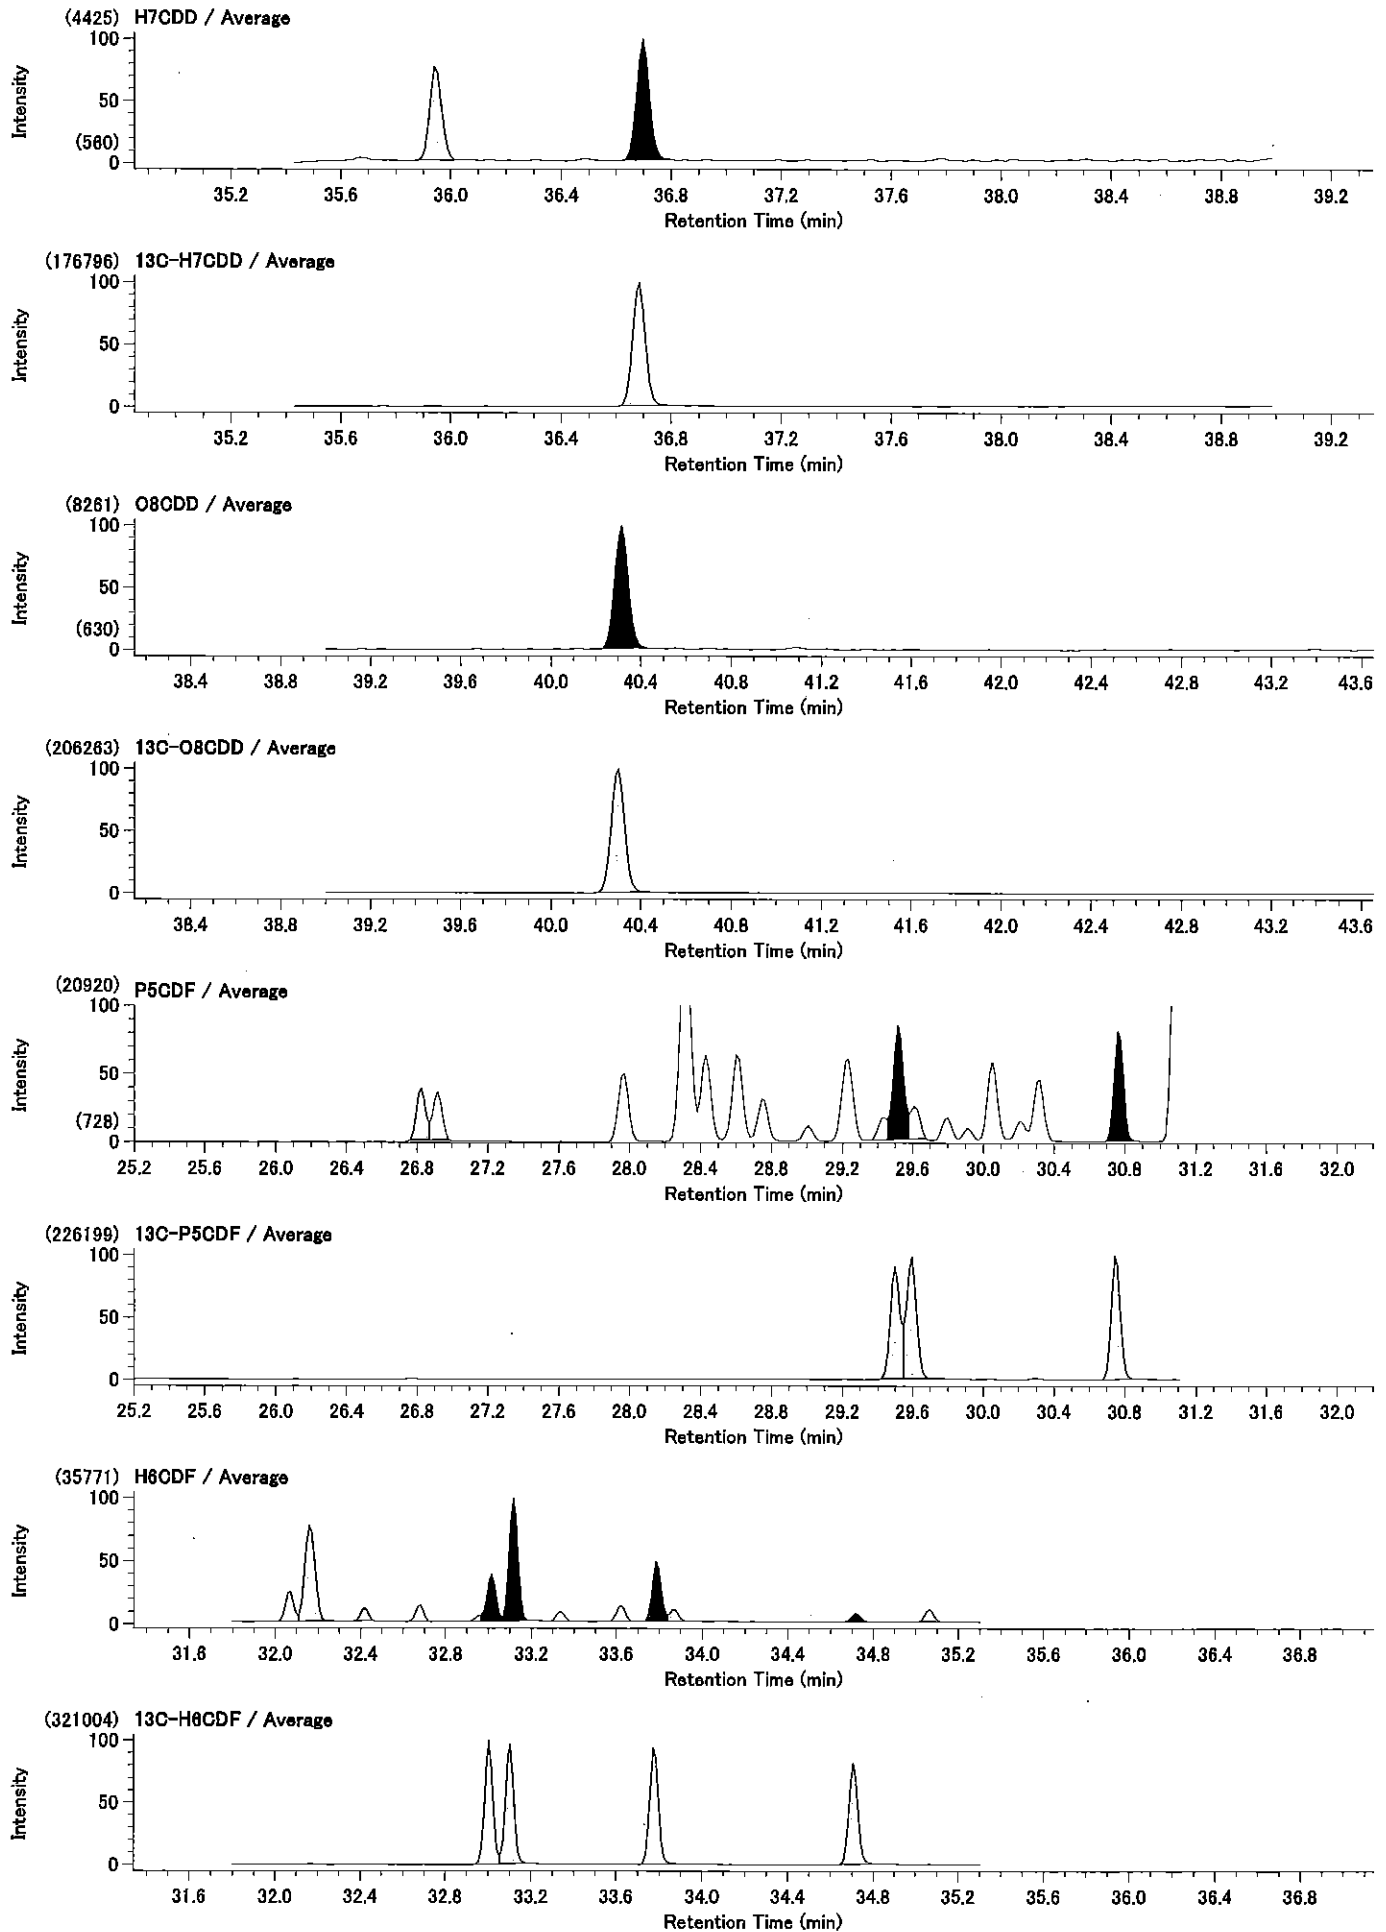 (4425) H7CDD / Average
100
50
(560)
0
Intensity
35.2 35.6 36.0 36.4 36.8 37.2 37.6 38.0 38.4 38.8 39.2
Retention Time (min)
(176796) 13C-H7CDD / Average
100
50
0
Intensity
35.2 35.6 36.0 36.4 36.8 37.2 37.6 38.0 38.4 38.8 39.2
Retention Time (min)
(8261) O8CDD / Average
100
50
(630)
0
Intensity
38.4 38.8 39.2 39.6 40.0 40.4 40.8 41.2 41.6 42.0 42.4 42.8 43.2 43.6
Retention Time (min)
(206263) 13C-O8CDD / Average
100
50
0
Intensity
38.4 38.8 39.2 39.6 40.0 40.4 40.8 41.2 41.6 42.0 42.4 42.8 43.2 43.6
Retention Time (min)
(20920) P5CDF / Average
100
50
(728)
0
Intensity
25.2 25.6 26.0 26.4 26.8 27.2 27.6 28.0 28.4 28.8 29.2 29.6 30.0 30.4 30.8 31.2 31.6 32.0
Retention Time (min)
(226199) 13C-P5CDF / Average
100
50
0
Intensity
25.2 25.6 26.0 26.4 26.8 27.2 27.6 28.0 28.4 28.8 29.2 29.6 30.0 30.4 30.8 31.2 31.6 32.0
Retention Time (min)
(35771) H6CDF / Average
100
50
0
Intensity
31.6 32.0 32.4 32.8 33.2 33.6 34.0 34.4 34.8 35.2 35.6 36.0 36.4 36.8
Retention Time (min)
(321004) 13C-H6CDF / Average
100
50
0
Intensity
31.6 32.0 32.4 32.8 33.2 33.6 34.0 34.4 34.8 35.2 35.6 36.0 36.4 36.8
Retention Time (min)